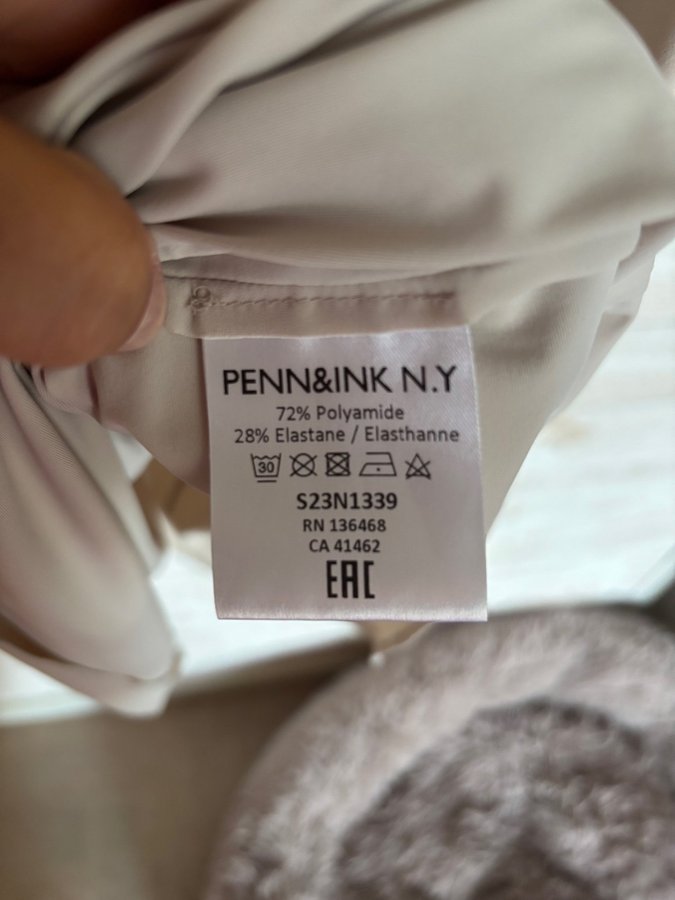 PENN&INK N.Y
72% Polyamide
28% Elastane / Elasthanne
30
S23N1339
RN 136468
CA 41462
EAC